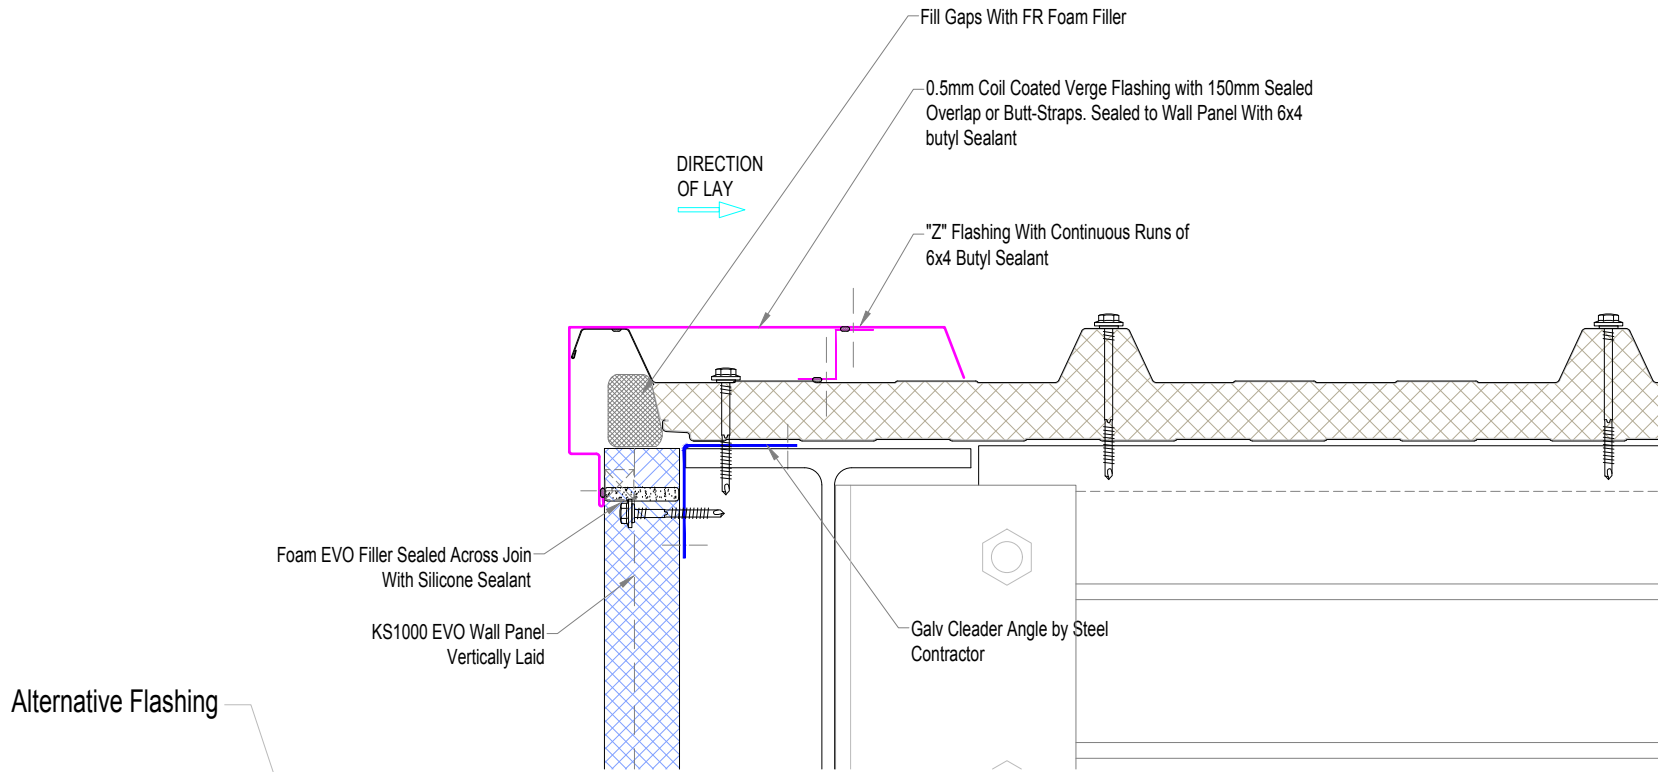 Fill Gaps With FR Foam Filler
0.5mm Coil Coated Verge Flashing with 150mm Sealed
Overlap or Butt-Straps. Sealed to Wall Panel With 6x4
butyl Sealant
DIRECTION
OF LAY
"Z" Flashing With Continuous Runs of
6x4 Butyl Sealant
Foam EVO Filler Sealed Across Join
With Silicone Sealant
KS1000 EVO Wall Panel
Vertically Laid
Galv Cleader Angle by Steel
Contractor
Alternative Flashing